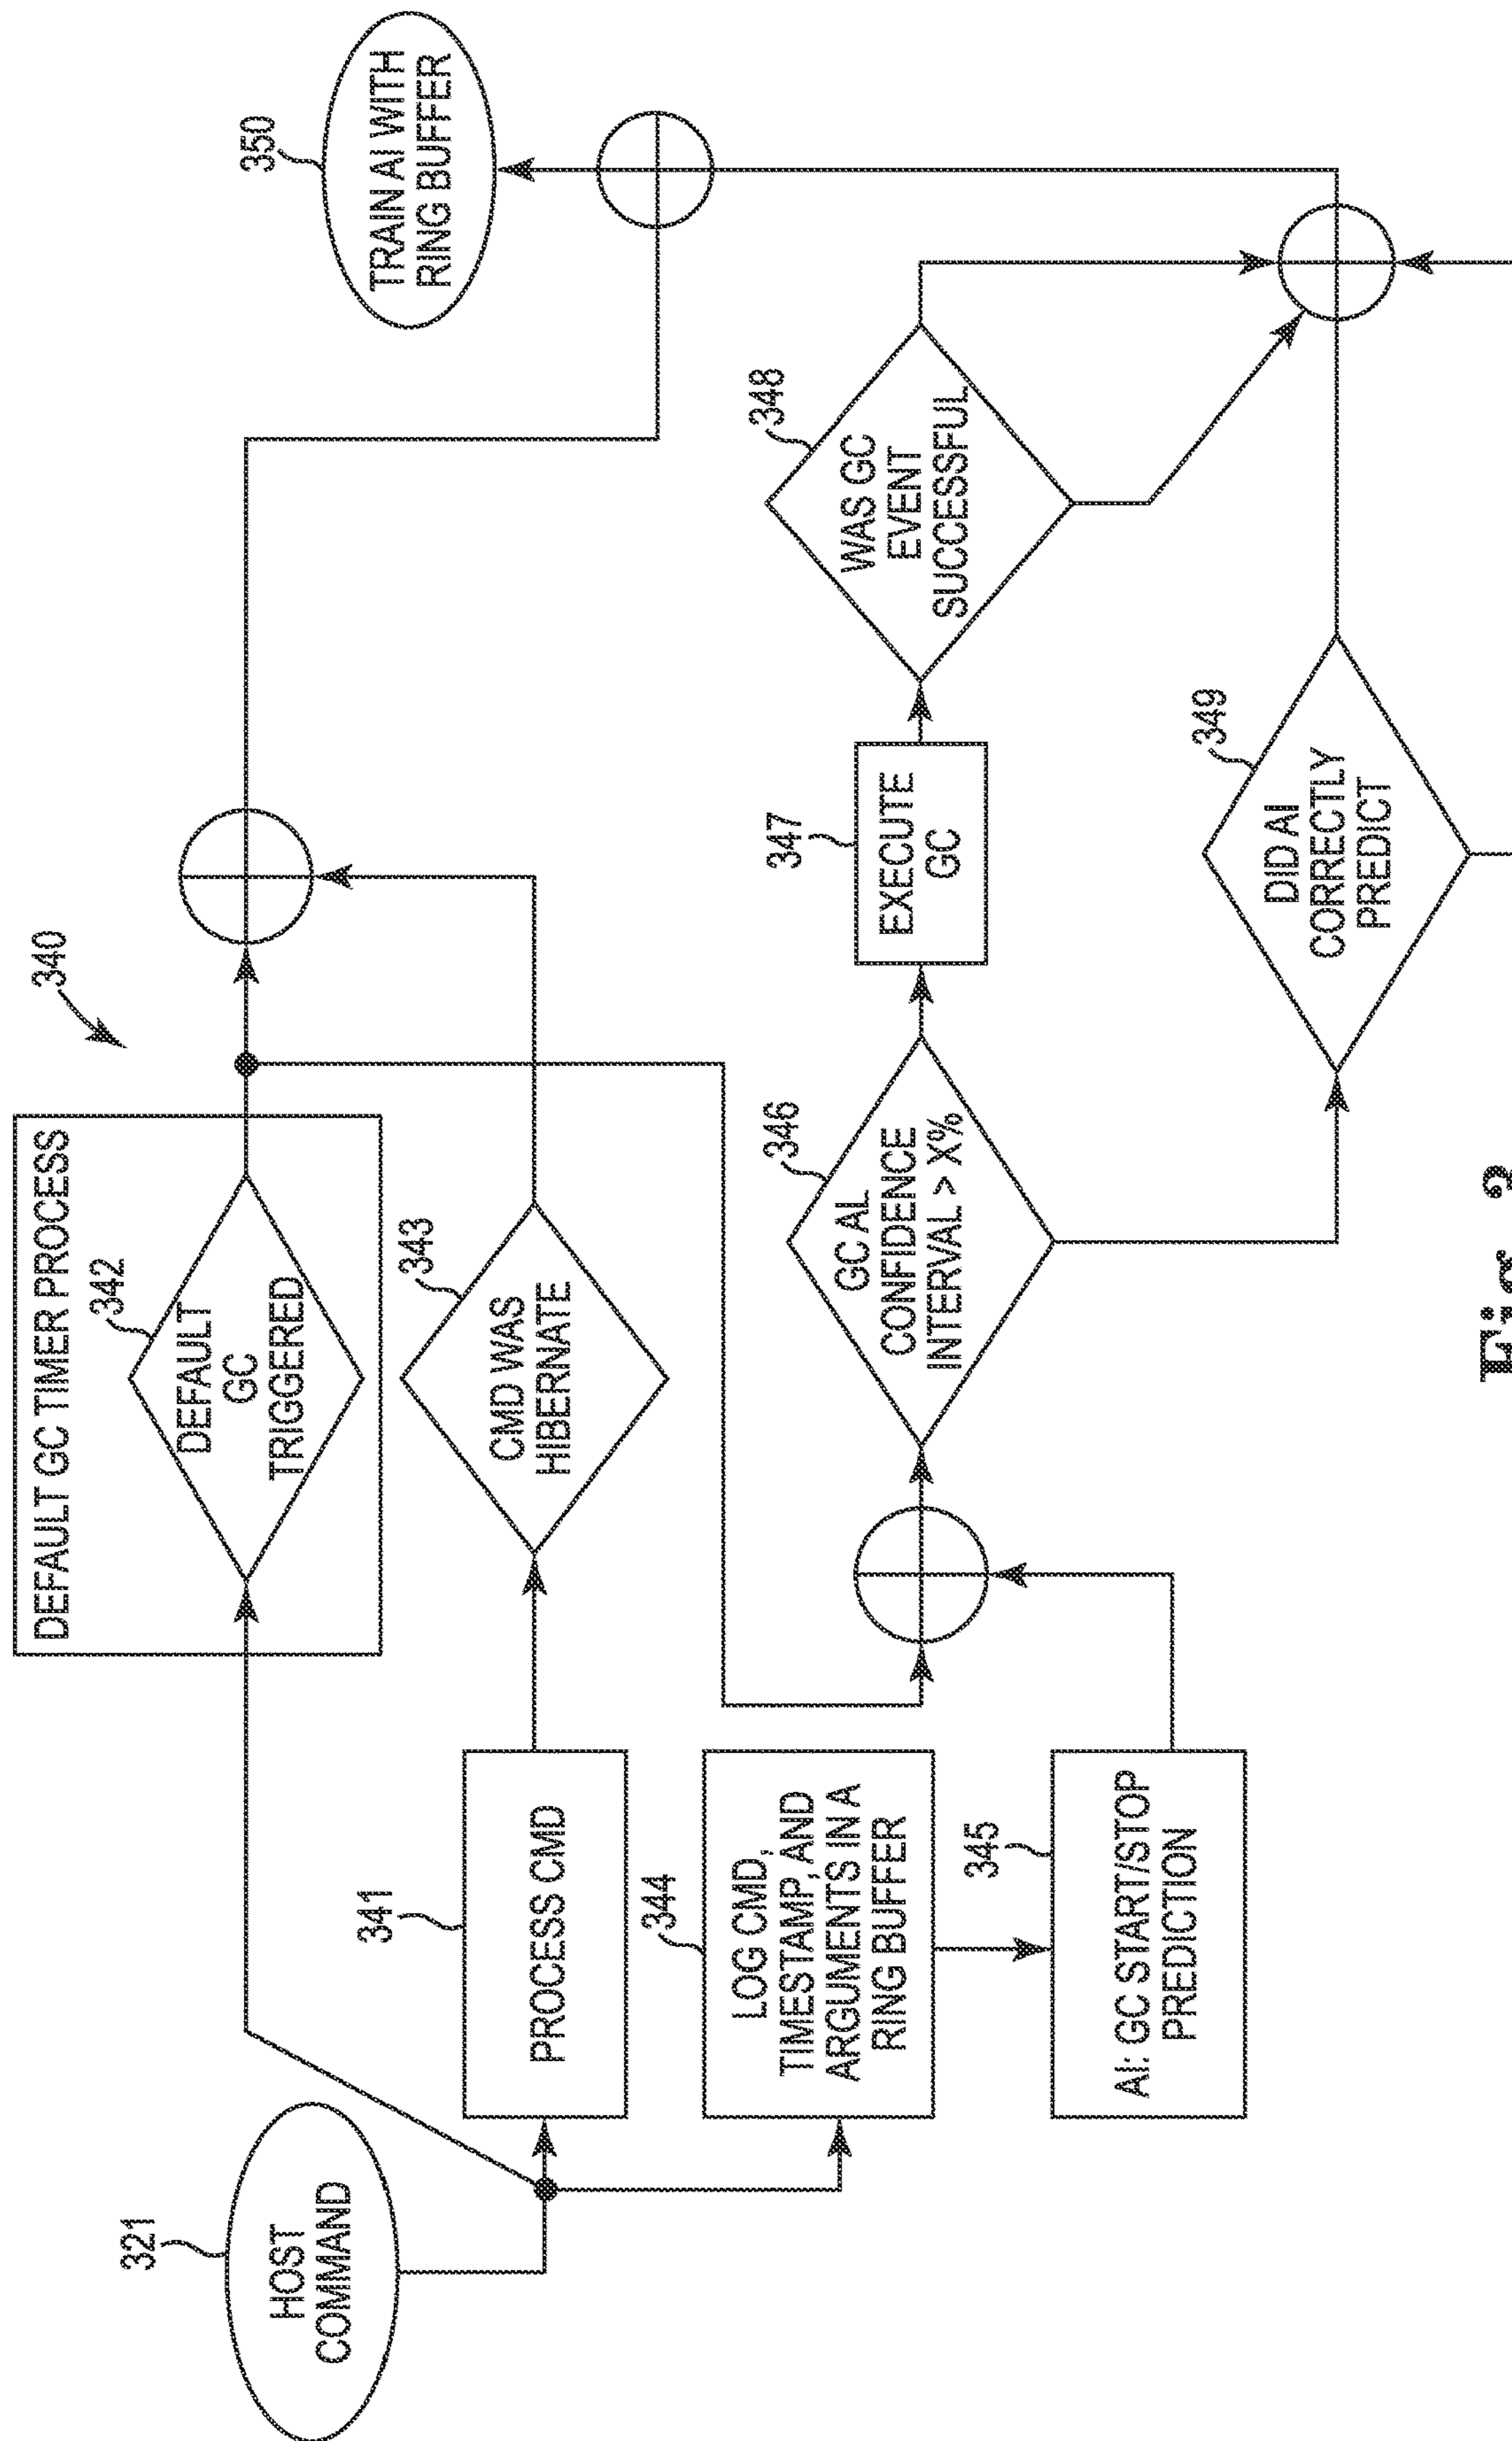 340
DEFAULT GC TIMER PROCESS
342
DEFAULT
GC
TRIGGERED
321
HOST
COMMAND
341
PROCESS CMD
343
CMD WAS
HIBERNATE
350
TRAIN AI WITH
RING BUFFER
344
LOG CMD,
TIMESTAMP, AND
ARGUMENTS IN A
RING BUFFER
345
AI: GC START/STOP
PREDICTION
346
GC AL
CONFIDENCE
INTERVAL > X%
347
EXECUTE
GC
348
WAS GC
EVENT
SUCCESSFUL
349
DID AI
CORRECTLY
PREDICT
Fig.